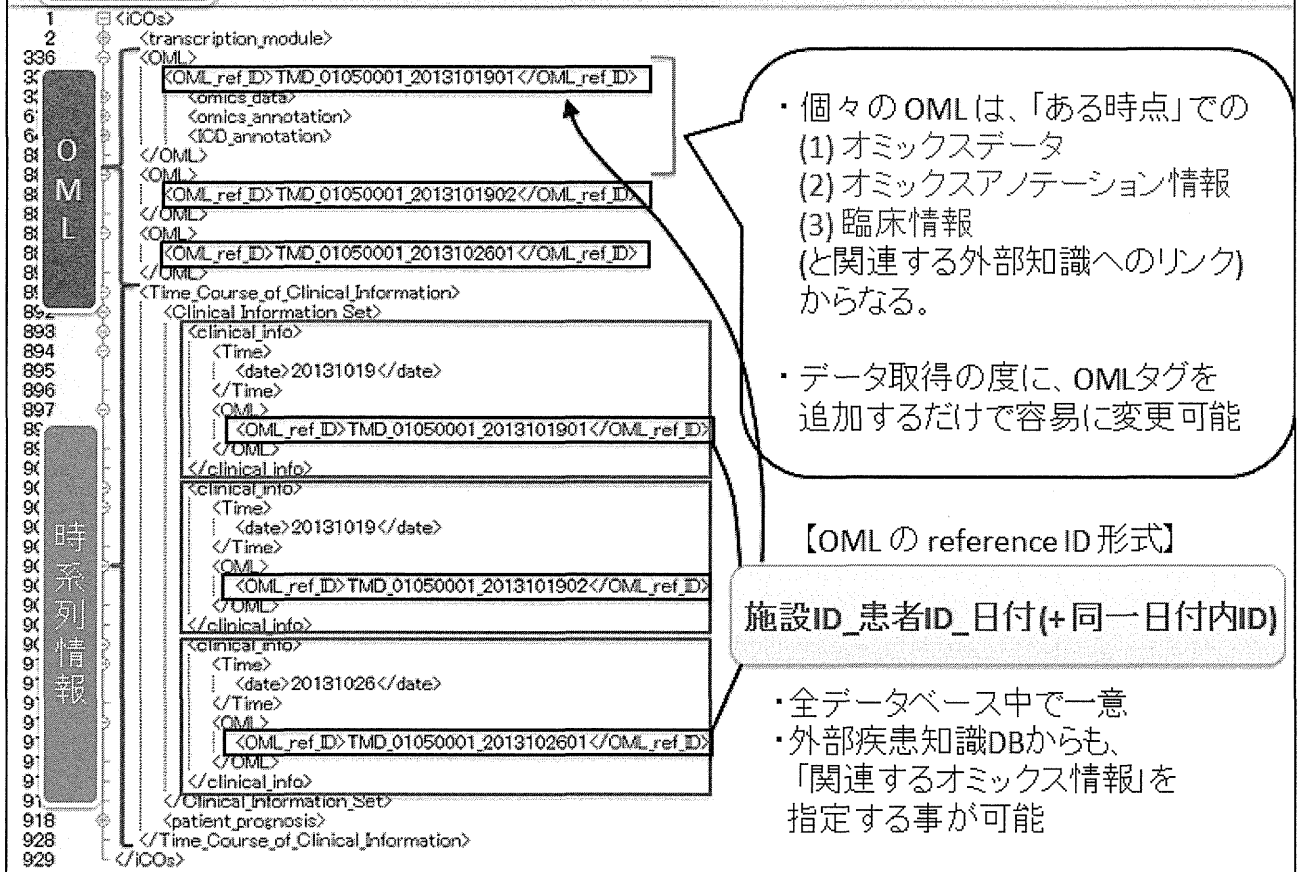 1 <iCOs>
2 <transcription_module>
336 <OML>
<OML_ref_ID>TMD_01050001_2013101901</OML_ref_ID>
<omics_data>
<omics_annotation>
<ICD_annotation>
</OML>
<OML>
<OML_ref_ID>TMD_01050001_2013101902</OML_ref_ID>
</OML>
<OML>
<OML_ref_ID>TMD_01050001_2013102601</OML_ref_ID>
</OML>
<Time_Course_of_Clinical_Information>
892 <Clinical_Information_Set>
893 <clinical_info>
894 <Time>
895 <date>20131019</date>
896 </Time>
897 <OML>
<OML_ref_ID>TMD_01050001_2013101901</OML_ref_ID>
</OML>
</clinical_info>
<clinical_info>
<Time>
<date>20131019</date>
</Time>
<OML>
<OML_ref_ID>TMD_01050001_2013101902</OML_ref_ID>
</OML>
</clinical_info>
<clinical_info>
<Time>
<date>20131026</date>
</Time>
<OML>
<OML_ref_ID>TMD_01050001_2013102601</OML_ref_ID>
</OML>
</clinical_info>
</Clinical_Information_Set>
918 <patient_prognosis>
928 </Time_Course_of_Clinical_Information>
929 </iCOs>
OML
時系列情報
・個々のOMLは、「ある時点」での
(1) オミックスデータ
(2) オミックスアノテーション情報
(3) 臨床情報
(と関連する外部知識へのリンク)
からなる。
・データ取得の度に、OMLタグを
追加するだけで容易に変更可能
【OMLの reference ID 形式】
施設ID_患者ID_日付(+同一日付内ID)
・全データベース中で一意
・外部疾患知識DBからも、
「関連するオミックス情報」を
指定する事が可能